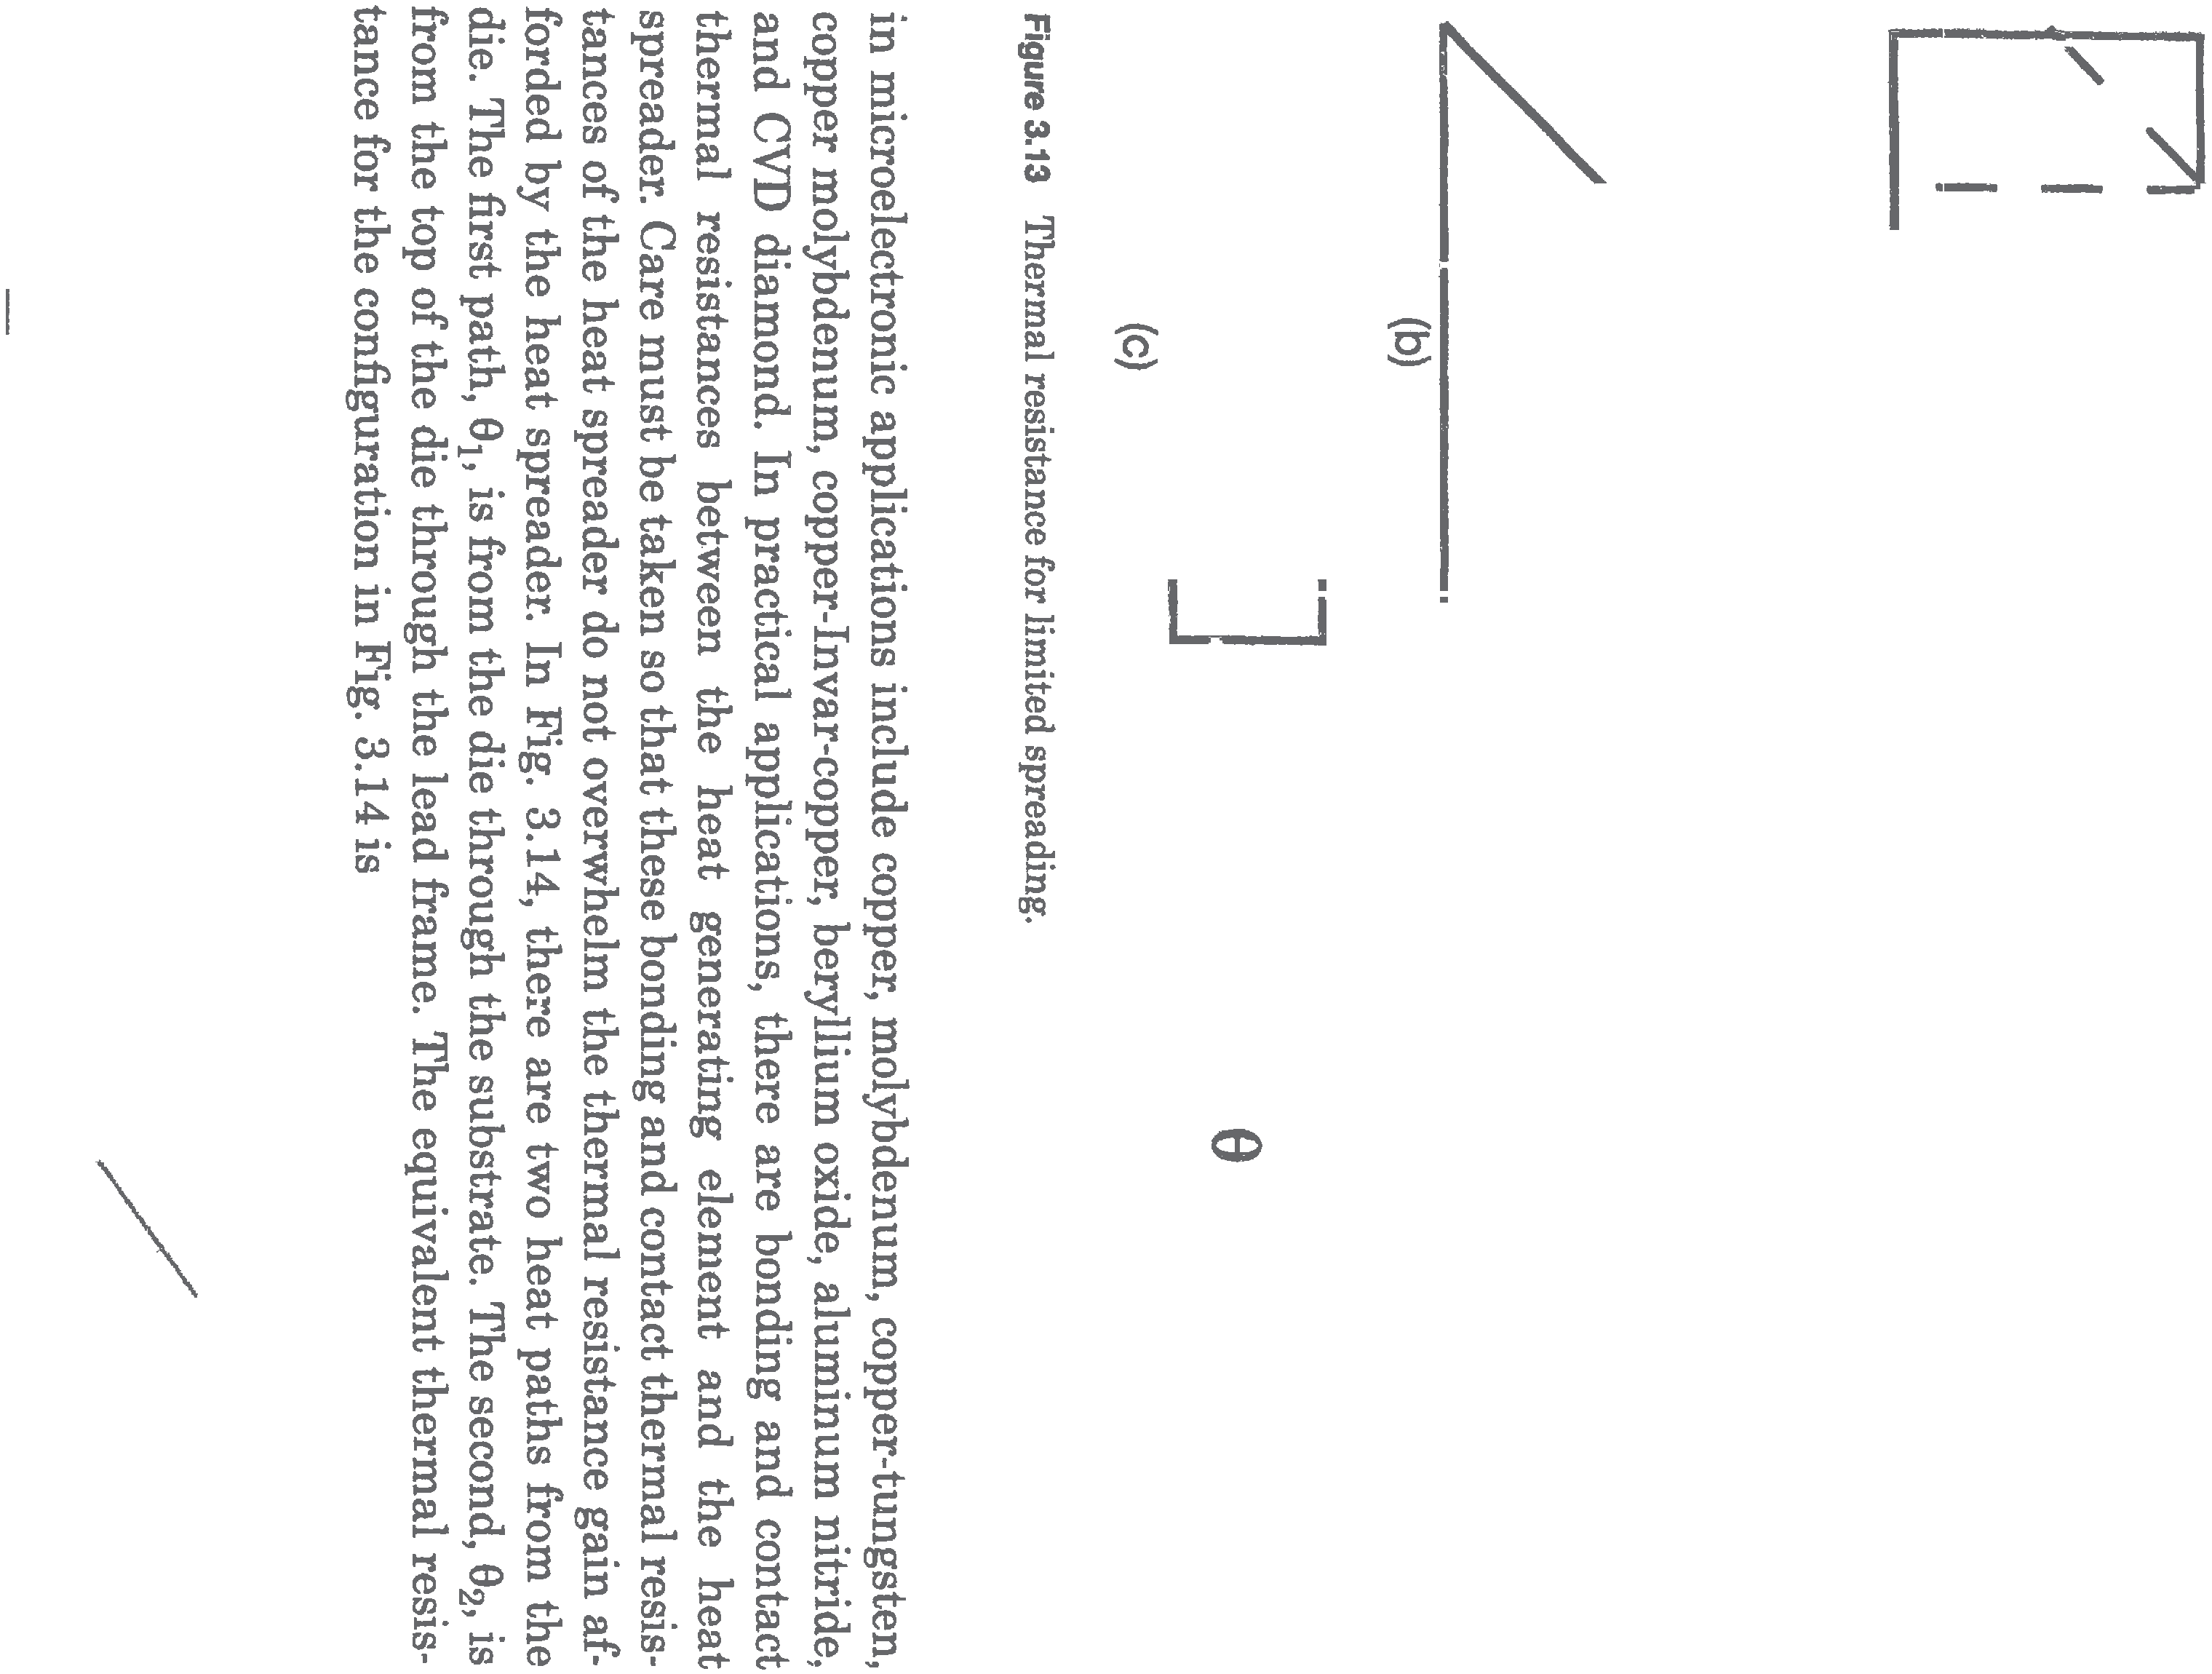 (b)
(c)
θ
Figure 3.13 Thermal resistance for limited spreading.
in microelectronic applications include copper, molybdenum, copper-tungsten,
copper molybdenum, copper-Invar-copper, beryllium oxide, aluminum nitride,
and CVD diamond. In practical applications, there are bonding and contact
thermal resistances between the heat generating element and the heat
spreader. Care must be taken so that these bonding and contact thermal resis-
tances of the heat spreader do not overwhelm the thermal resistance gain af-
forded by the heat spreader. In Fig. 3.14, there are two heat paths from the
die. The first path, θ₁, is from the die through the substrate. The second, θ₂, is
from the top of the die through the lead frame. The equivalent thermal resis-
tance for the configuration in Fig. 3.14 is